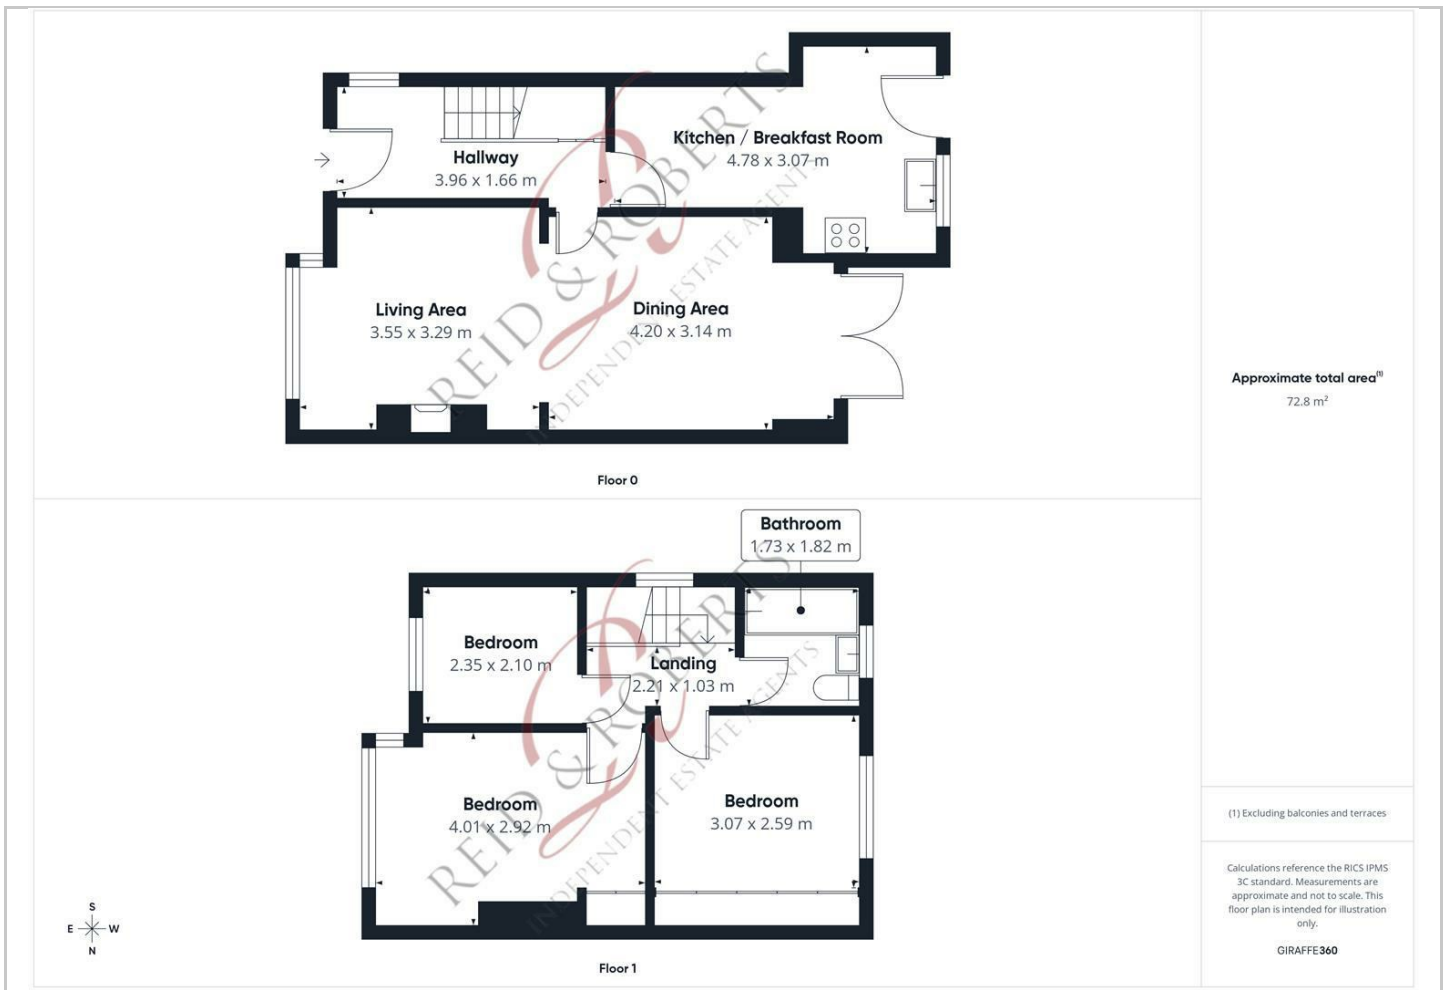 Kitchen / Breakfast Room
4.78 x 3.07 m
Hallway
3.96 x 1.66 m
Living Area
3.55 x 3.29 m
Dining Area
4.20 x 3.14 m
REID & ROBERTS
INDEPENDENT ESTATE AGENTS
Floor 0
Approximate total area(1)
72.8 m²
Bathroom
1.73 x 1.82 m
Bedroom
2.35 x 2.10 m
Landing
2.21 x 1.03 m
Bedroom
4.01 x 2.92 m
Bedroom
3.07 x 2.59 m
REID & ROBERTS
INDEPENDENT ESTATE AGENTS
S
E W
N
Floor 1
(1) Excluding balconies and terraces
Calculations reference the RICS IPMS
3C standard. Measurements are
approximate and not to scale. This
floor plan is intended for illustration
only.
GIRAFFE360